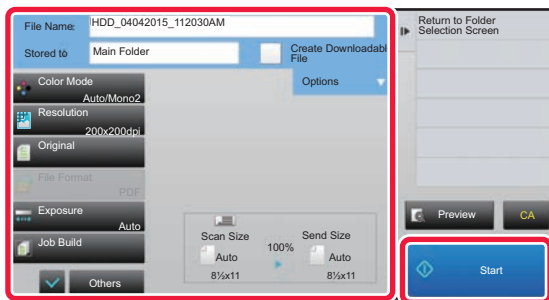 File Name:
HDD_04042015_112030AM
Stored to
Main Folder
Create Downloadabl
File
Options
Color Mode
Auto/Mono2
Resolution
200x200dpi
Original
File Format
PDF
Exposure
Auto
Job Build
Others
Scan Size
Auto
8½x11
100%
Send Size
Auto
8½x11
Return to Folder
Selection Screen
Preview
CA
Start